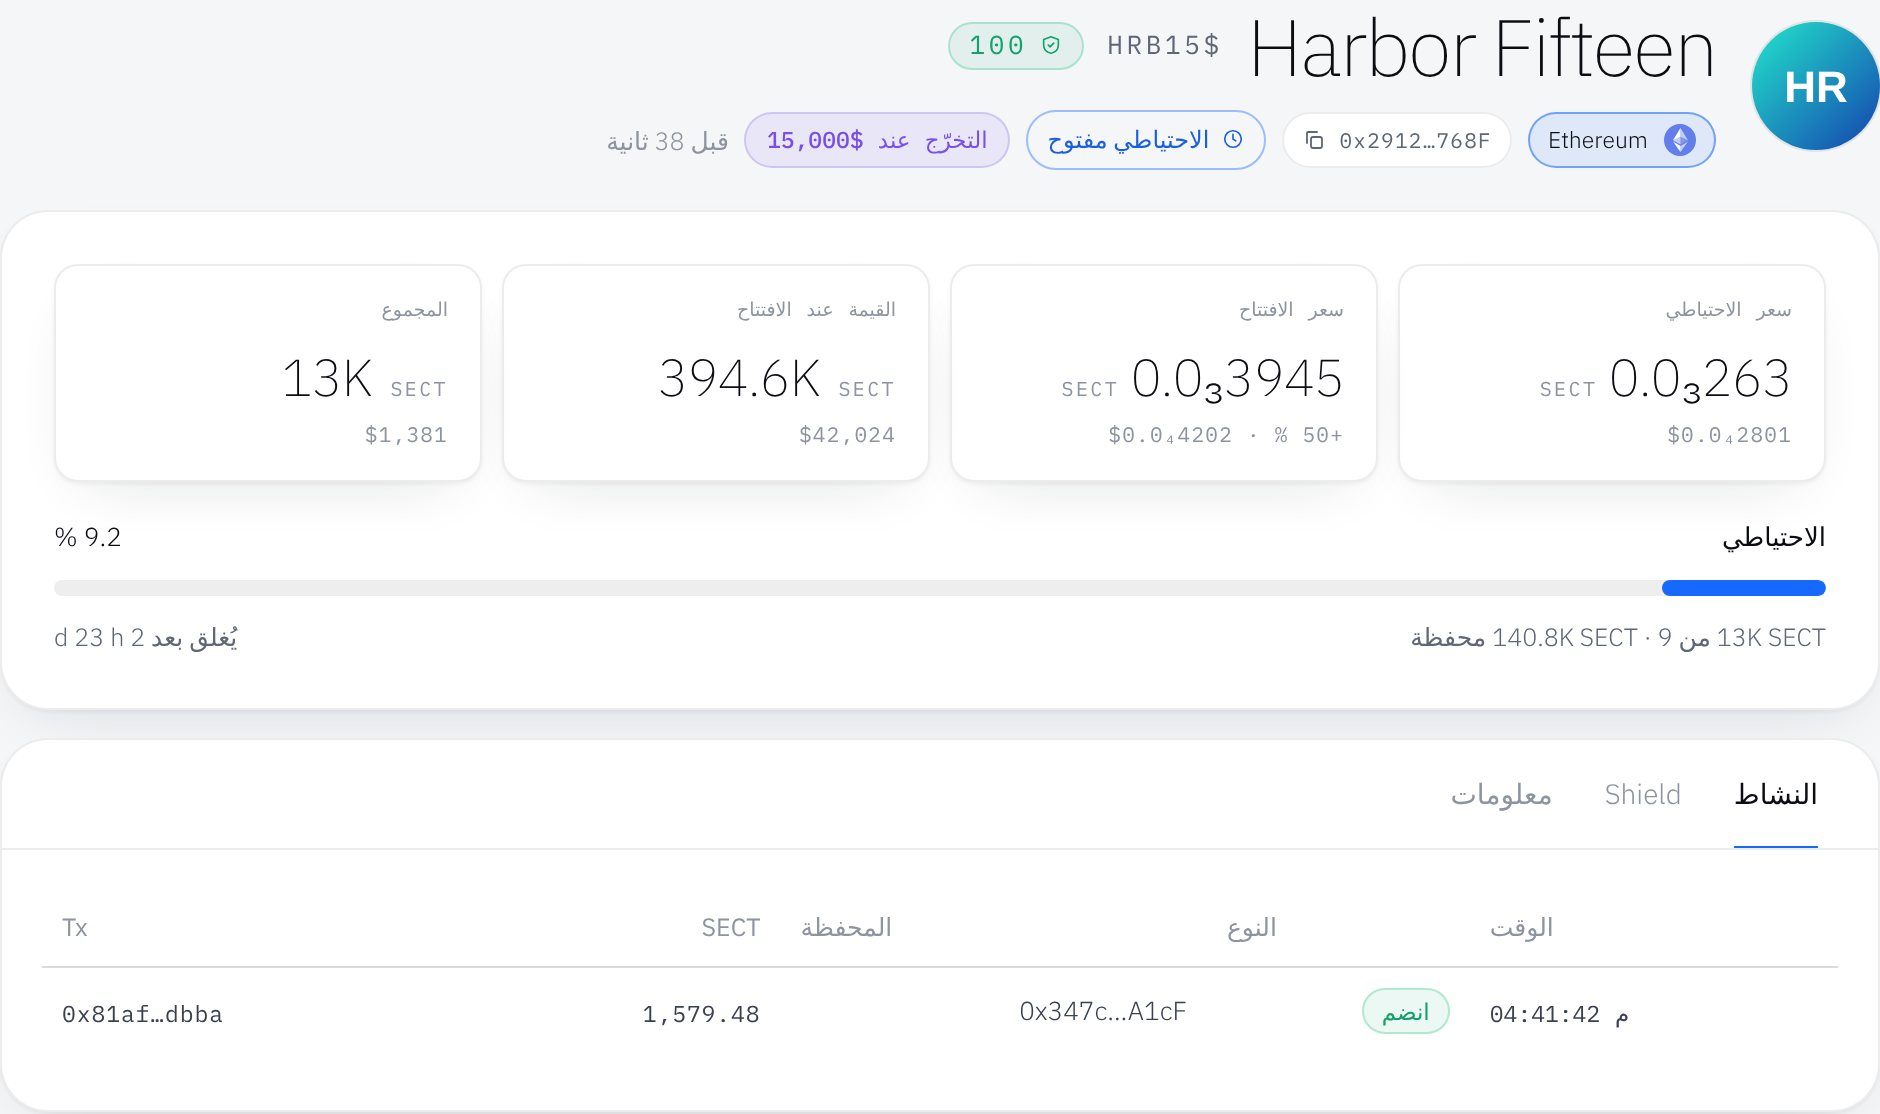 HR
Harbor Fifteen
HRB15$
100
Ethereum
0x2912…768F
الاحتياطي مفتوح
التخرّج عند $15,000
قبل 38 ثانية
سعر الاحتياطي
0.0₃263 SECT
$0.0₄2801
سعر الافتتاح
0.0₃3945 SECT
+50 % · $0.0₄4202
القيمة عند الافتتاح
394.6K SECT
$42,024
المجموع
13K SECT
$1,381
الاحتياطي
9.2 %
13K SECT من 140.8K SECT · 9 محفظة
يُغلق بعد 2 d 23 h
النشاط
Shield
معلومات
الوقت النوع المحفظة SECT Tx
04:41:42 م انضم 0x347c...A1cF 1,579.48 0x81af…dbba